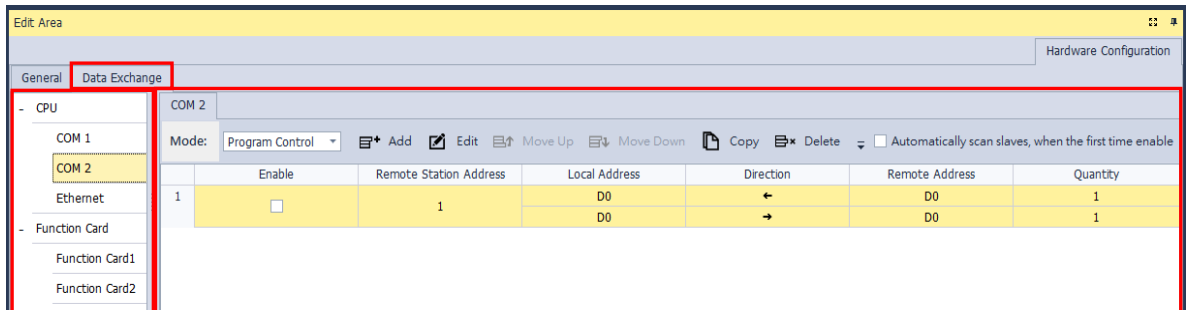 Edit Area
Hardware Configuration
General Data Exchange
- CPU
COM 1
COM 2
Ethernet
- Function Card
Function Card1
Function Card2
COM 2
Mode: Program Control Add Edit Move Up Move Down Copy Delete Automatically scan slaves, when the first time enable
Enable Remote Station Address Local Address Direction Remote Address Quantity
1 1 D0 ← D0 1
D0 → D0 1